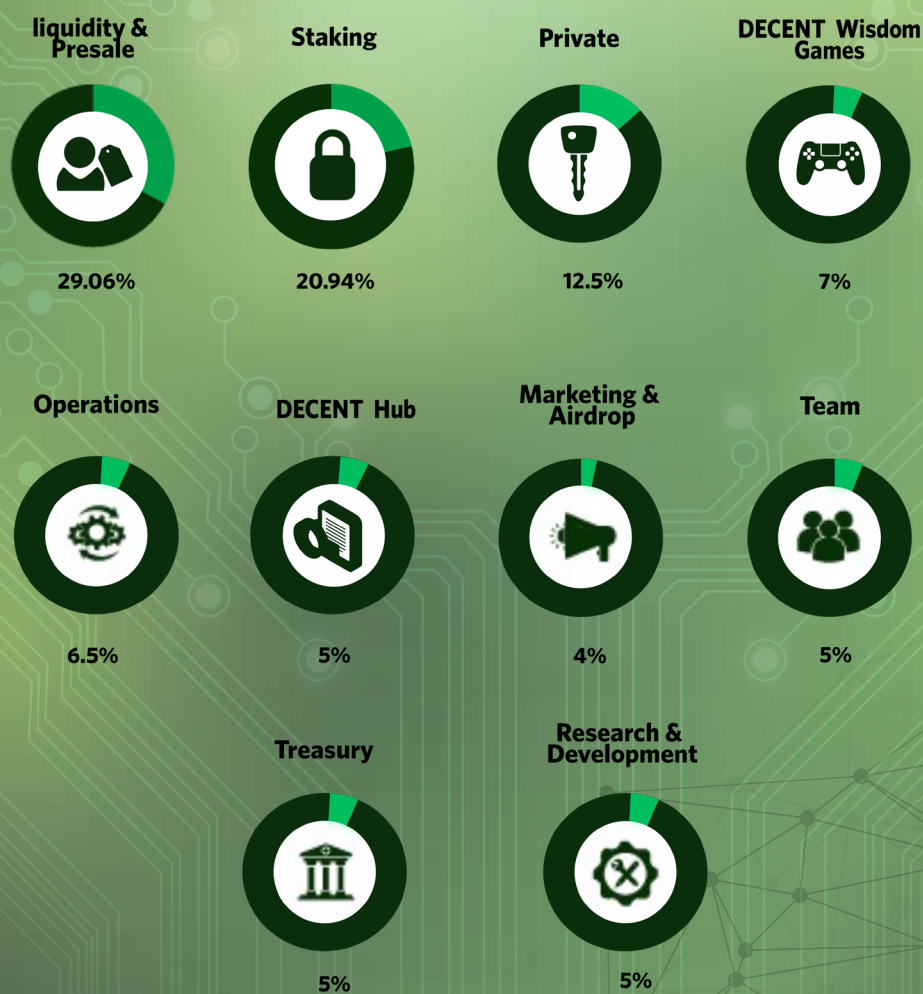 liquidity &
Presale
Staking
Private
DECENT Wisdom
Games
29.06%
20.94%
12.5%
7%
Operations
DECENT Hub
Marketing &
Airdrop
Team
6.5%
5%
4%
5%
Treasury
Research &
Development
5%
5%